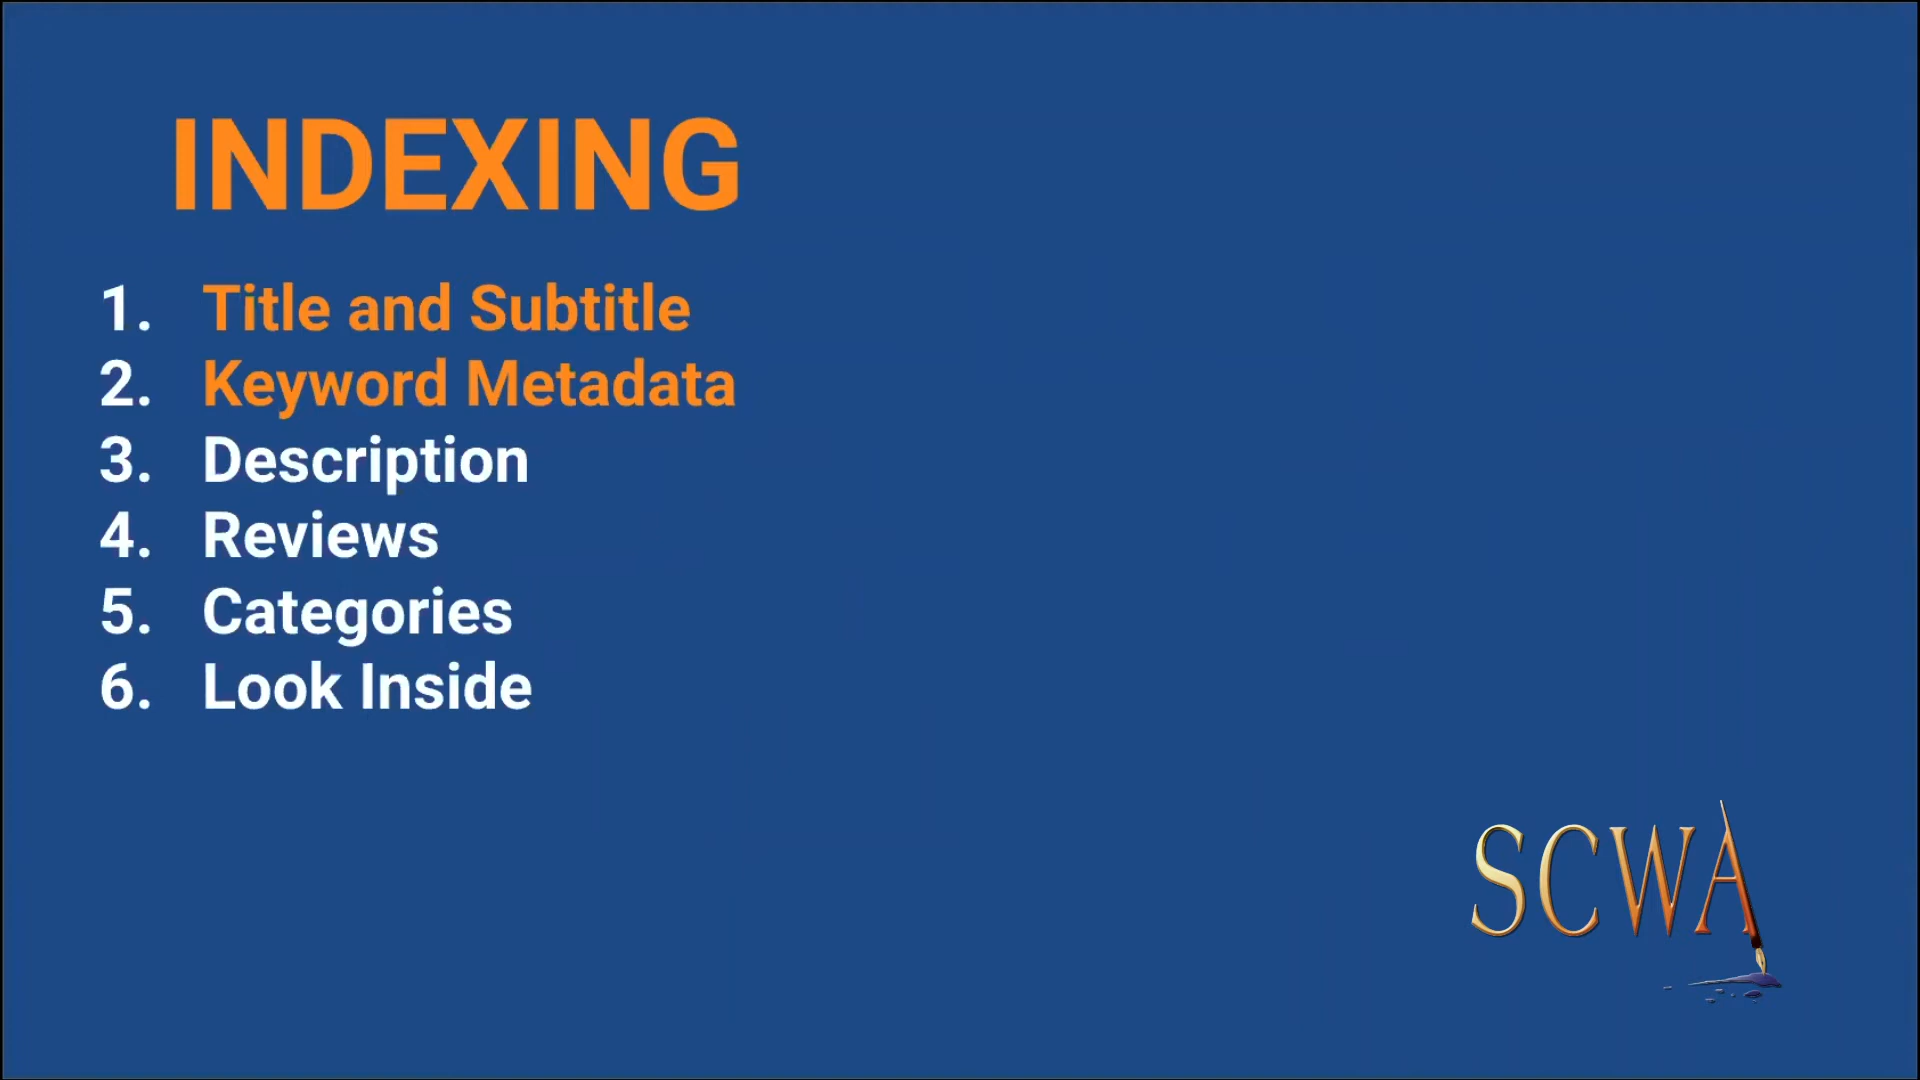 INDEXING
1. Title and Subtitle
2. Keyword Metadata
3. Description
4. Reviews
5. Categories
6. Look Inside
SCWA